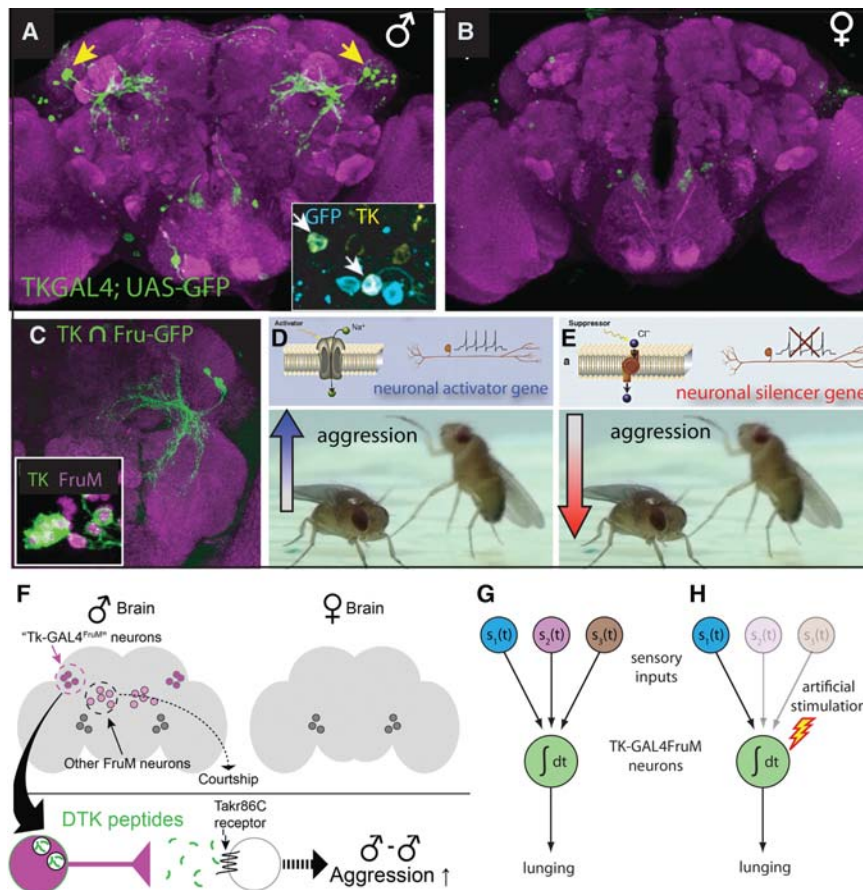 A
♂
B
♀
GFP TK
TKGAL4; UAS-GFP
C
TK ∩ Fru-GFP
TK FruM
D
Activator
Na⁺
neuronal activator gene
aggression
E
Suppressor
Cl⁻
a
neuronal silencer gene
aggression
F
♂ Brain
♀ Brain
"Tk-GAL4FruM" neurons
Other FruM neurons
Courtship
DTK peptides
Takr86C
receptor
♂-♂
Aggression ↑
G
s₁(t)
s₂(t)
s₃(t)
sensory
inputs
∫ dt
TK-GAL4FruM
neurons
lunging
H
s₁(t)
s₂(t)
s₃(t)
artificial
stimulation
∫ dt
lunging